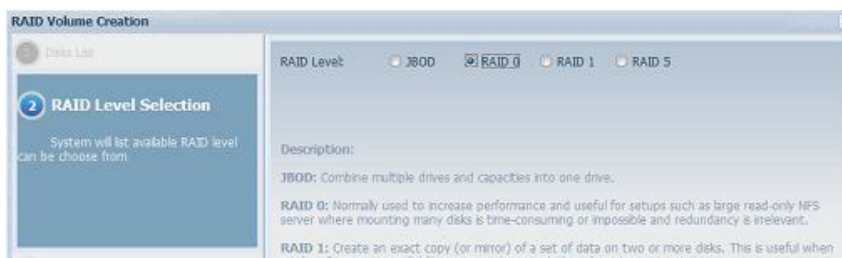 RAID Volume Creation
Disks List
2 RAID Level Selection
System will list available RAID level
can be choose from
RAID Level: JBOD RAID 0 RAID 1 RAID 5
Description:
JBOD: Combine multiple drives and capacities into one drive.
RAID 0: Normally used to increase performance and useful for setups such as large read-only NFS
server where mounting many disks is time-consuming or impossible and redundancy is irrelevant.
RAID 1: Create an exact copy (or mirror) of a set of data on two or more disks. This is useful when